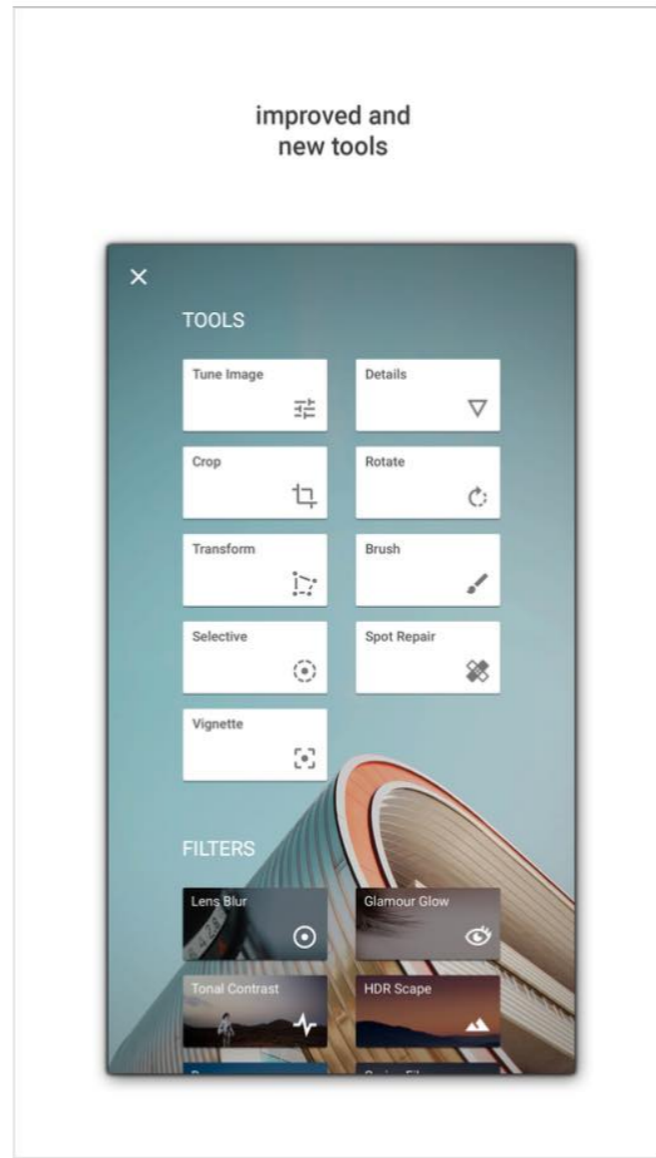 improved and
new tools
TOOLS
Tune Image
Details
Crop
Rotate
Transform
Brush
Selective
Spot Repair
Vignette
FILTERS
Lens Blur
Glamour Glow
Tonal Contrast
HDR Scape